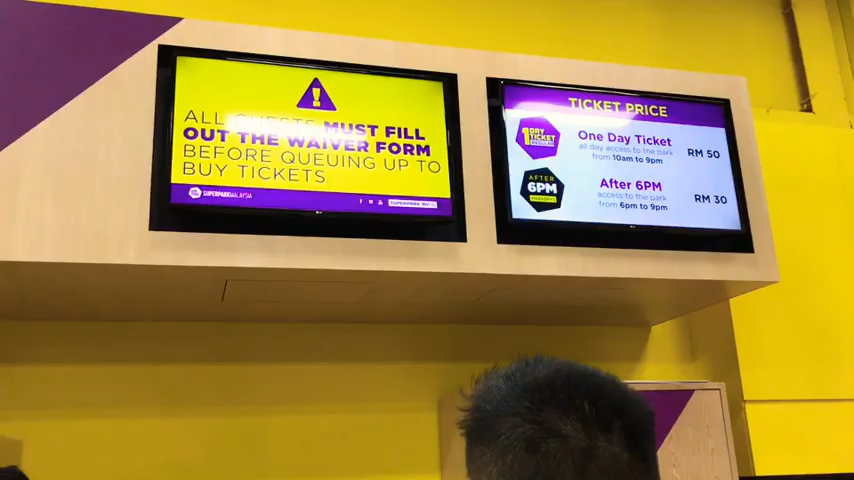 ALL GUESTS MUST FILL
OUT THE WAIVER FORM
BEFORE QUEUING UP TO
BUY TICKETS
SUPERPARKMALAYSIA
TICKET PRICE
1 DAY
TICKET
One Day Ticket
all day access to the park
from 10am to 9pm
RM 50
AFTER
6PM
WEEKDAYS
After 6PM
access to the park
from 6pm to 9pm
RM 30